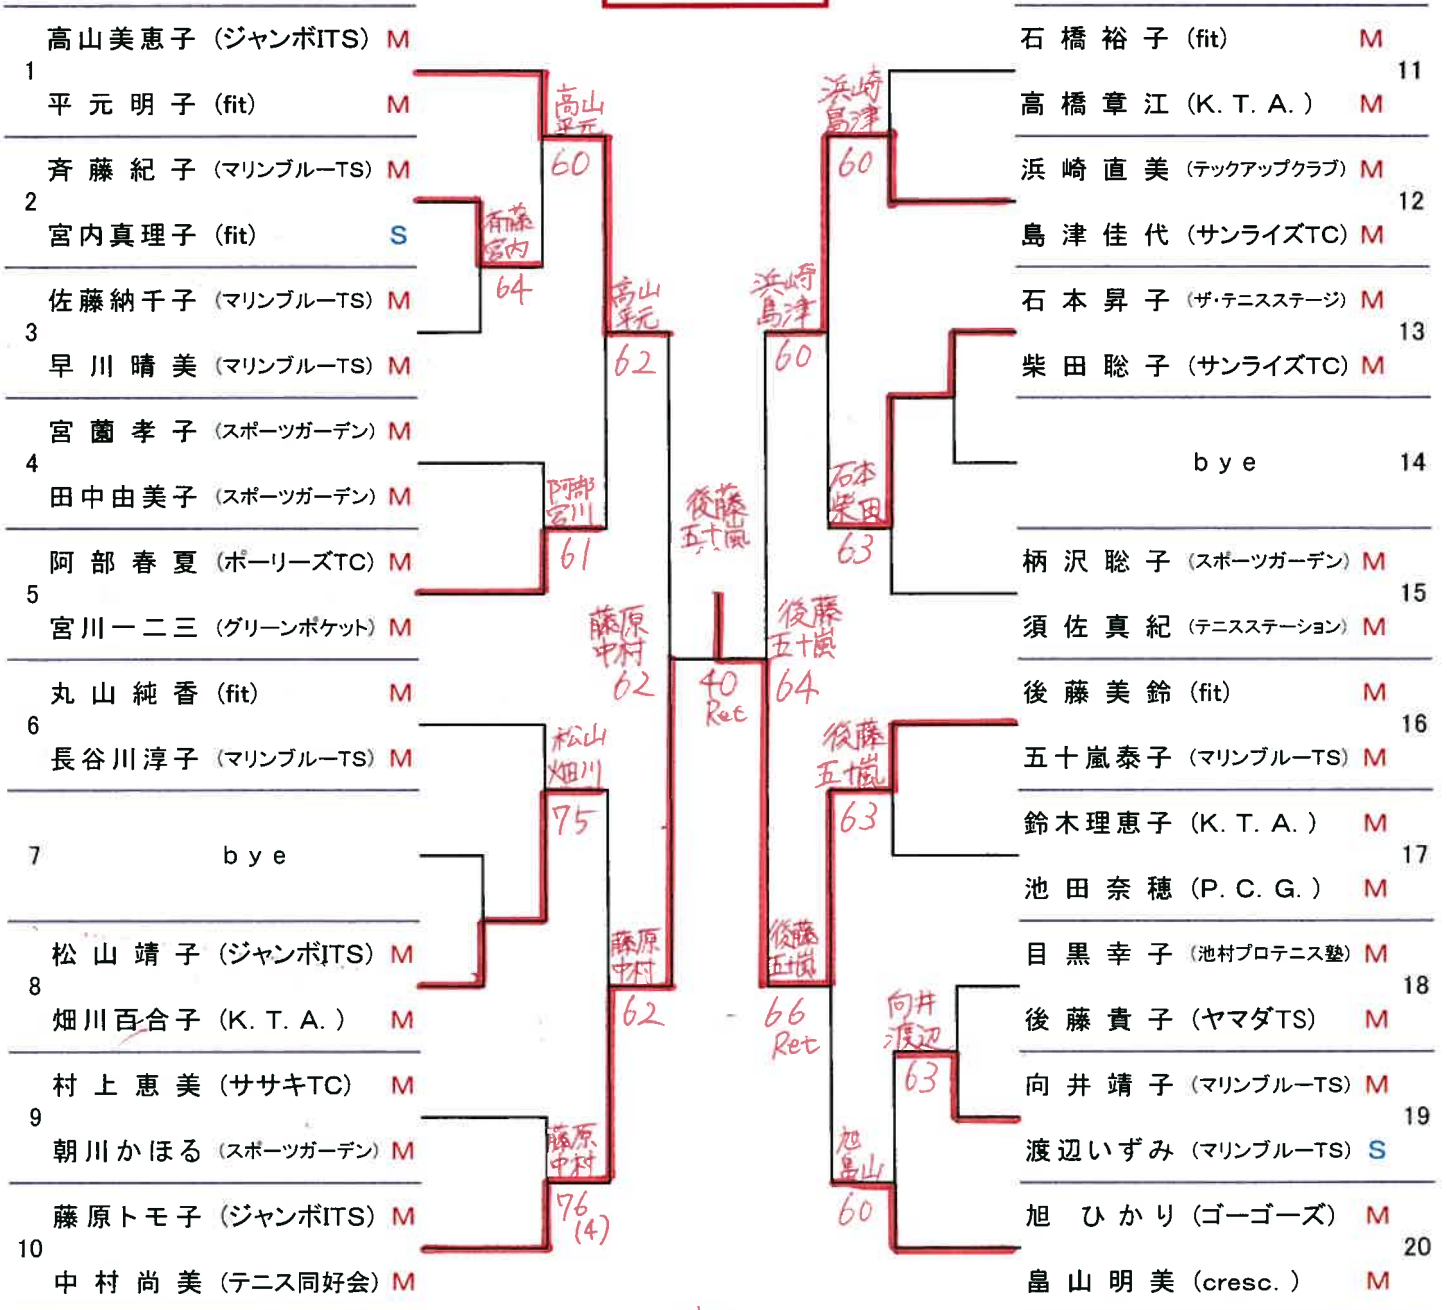 高山美恵子 (ジャンボITS) M
1
平元明子 (fit) M
斉藤紀子 (マリンブルーTS) M
2
宮内真理子 (fit) S
佐藤納千子 (マリンブルーTS) M
3
早川晴美 (マリンブルーTS) M
宮薗孝子 (スポーツガーデン) M
4
田中由美子 (スポーツガーデン) M
阿部春夏 (ポーリーズTC) M
5
宮川一二三 (グリーンポケット) M
丸山純香 (fit) M
6
長谷川淳子 (マリンブルーTS) M
7 bye
松山靖子 (ジャンボITS) M
8
畑川百合子 (K.T.A.) M
村上恵美 (ササキTC) M
9
朝川かほる (スポーツガーデン) M
藤原トモ子 (ジャンボITS) M
10
中村尚美 (テニス同好会) M
高山
平元
60
斉藤
宮内
64
高山
平元
62
阿部
宮川
61
藤原
中村
62
松山
畑川
75
藤原
中村
62
藤原
中村
76
(4)
後藤
五十嵐
40
Ret
浜崎
島津
60
浜崎
島津
60
石本
柴田
63
後藤
五十嵐
64
後藤
五十嵐
63
後藤
五十嵐
66
Ret
向井
渡辺
63
旭
畠山
60
石橋裕子 (fit) M
11
高橋章江 (K.T.A.) M
浜崎直美 (テックアップクラブ) M
12
島津佳代 (サンライズTC) M
石本昇子 (ザ・テニスステージ) M
13
柴田聡子 (サンライズTC) M
bye 14
柄沢聡子 (スポーツガーデン) M
15
須佐真紀 (テニスステーション) M
後藤美鈴 (fit) M
16
五十嵐泰子 (マリンブルーTS) M
鈴木理恵子 (K.T.A.) M
17
池田奈穂 (P.C.G.) M
目黒幸子 (池村プロテニス塾) M
18
後藤貴子 (ヤマダTS) M
向井靖子 (マリンブルーTS) M
19
渡辺いずみ (マリンブルーTS) S
旭 ひかり (ゴーゴーズ) M
20
畠山明美 (cresc.) M